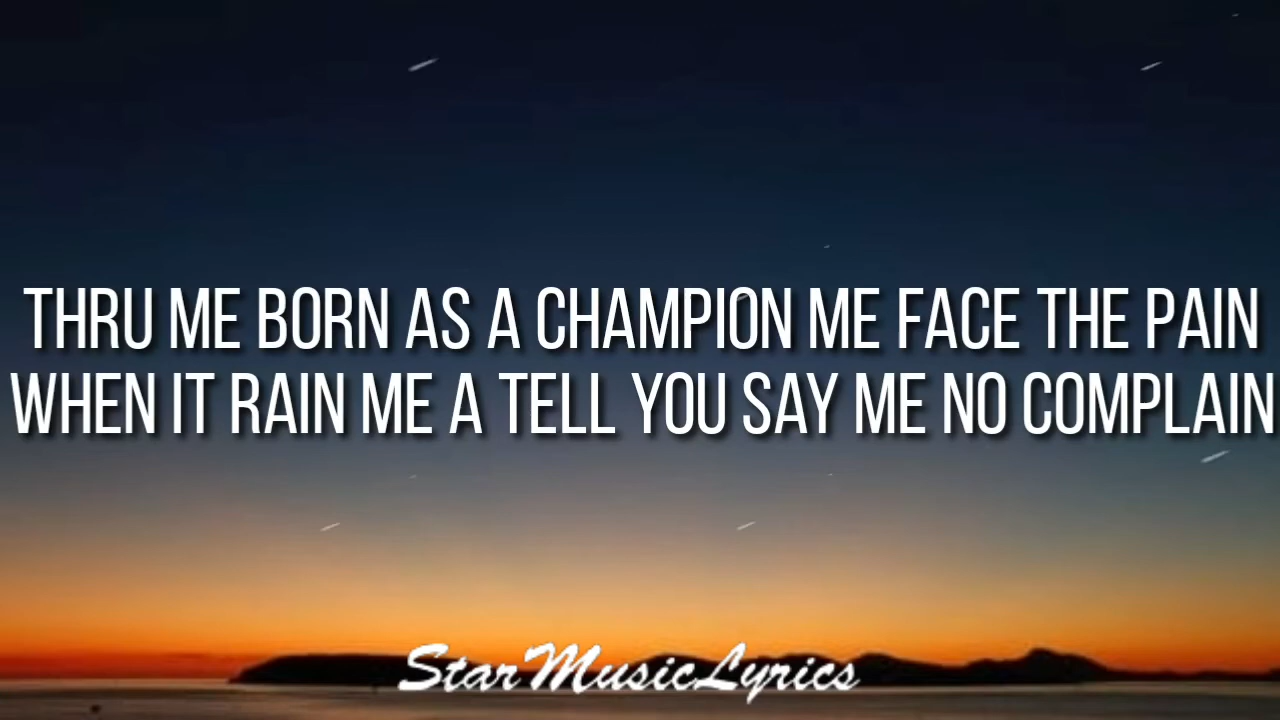 THRU ME BORN AS A CHAMPION ME FACE THE PAIN
WHEN IT RAIN ME A TELL YOU SAY ME NO COMPLAIN
StarMusicLyrics